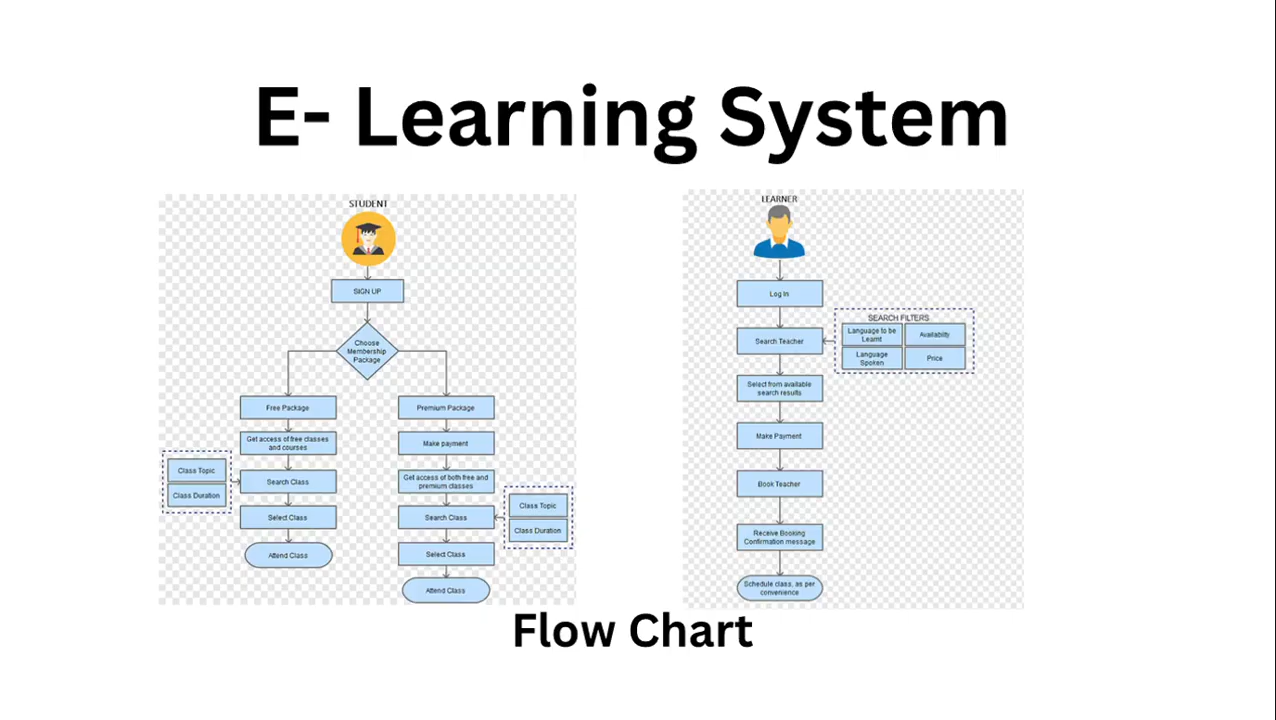 E- Learning System
STUDENT
SIGN UP
Choose
Membership
Package
Free Package
Get access of free classes
and courses
Class Topic
Class Duration
Search Class
Select Class
Attend Class
Premium Package
Make payment
Get access of both free and
premium classes
Search Class
Class Topic
Class Duration
Select Class
Attend Class
LEARNER
Log In
Search Teacher
SEARCH FILTERS
Language to be
Learnt
Availablity
Language
Spoken
Price
Select from available
search results
Make Payment
Book Teacher
Receive Booking
Confirmation message
Schedule class, as per
convenience
Flow Chart